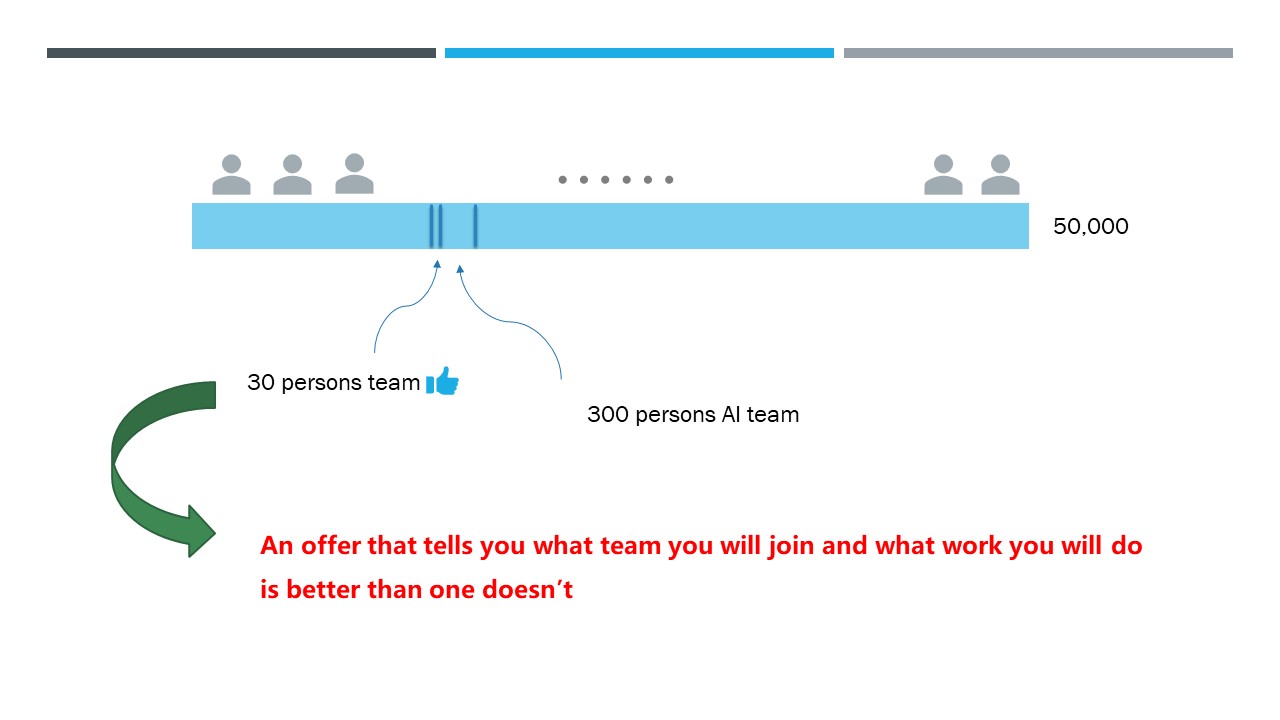 50,000
30 persons team
300 persons AI team
An offer that tells you what team you will join and what work you will do
is better than one doesn’t